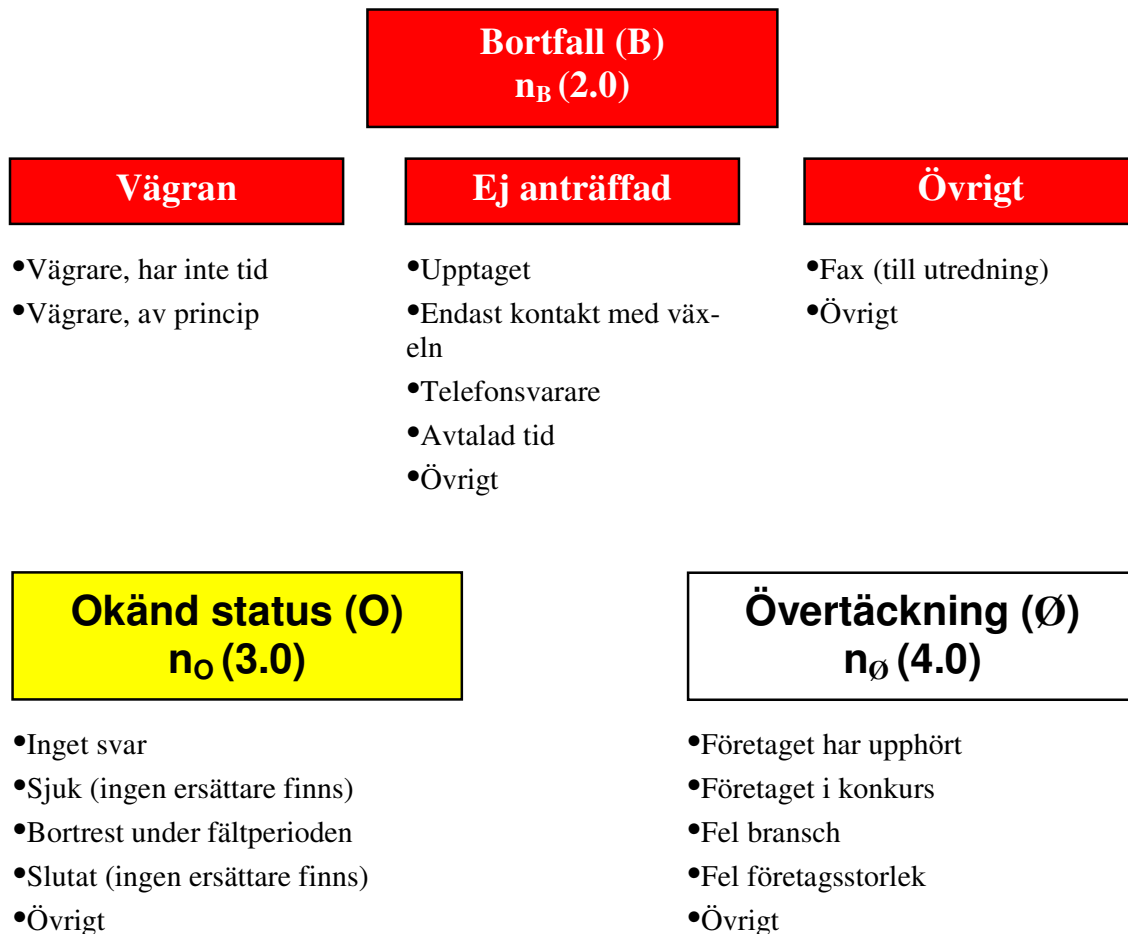 Bortfall (B)
n_B (2.0)
Vägran
•Vägrare, har inte tid
•Vägrare, av princip
Ej anträffad
•Upptaget
•Endast kontakt med väx-
eln
•Telefonsvarare
•Avtalad tid
•Övrigt
Övrigt
•Fax (till utredning)
•Övrigt
Okänd status (O)
n_O (3.0)
•Inget svar
•Sjuk (ingen ersättare finns)
•Bortrest under fältperioden
•Slutat (ingen ersättare finns)
•Övrigt
Övertäckning (Ø)
n_Ø (4.0)
•Företaget har upphört
•Företaget i konkurs
•Fel bransch
•Fel företagsstorlek
•Övrigt